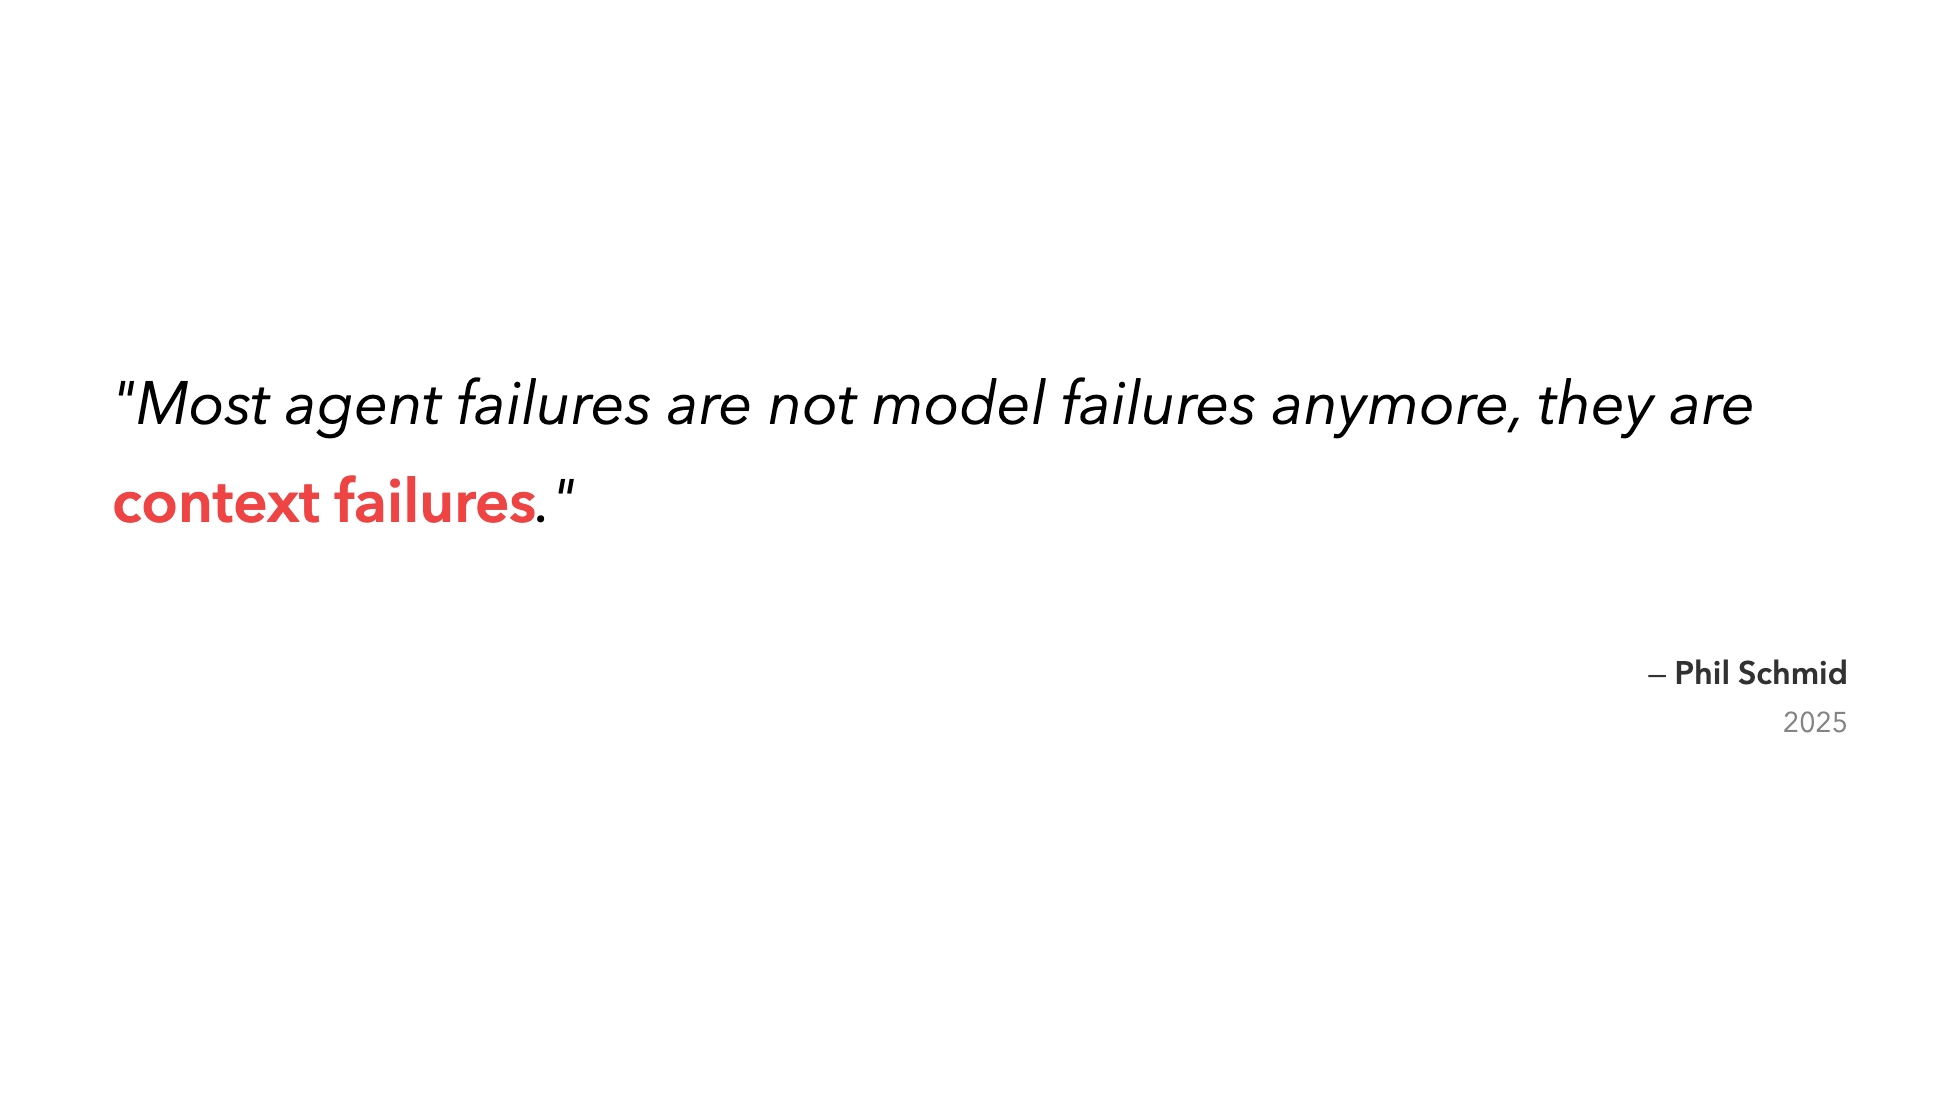 "Most agent failures are not model failures anymore, they are
context failures."
– Phil Schmid
2025